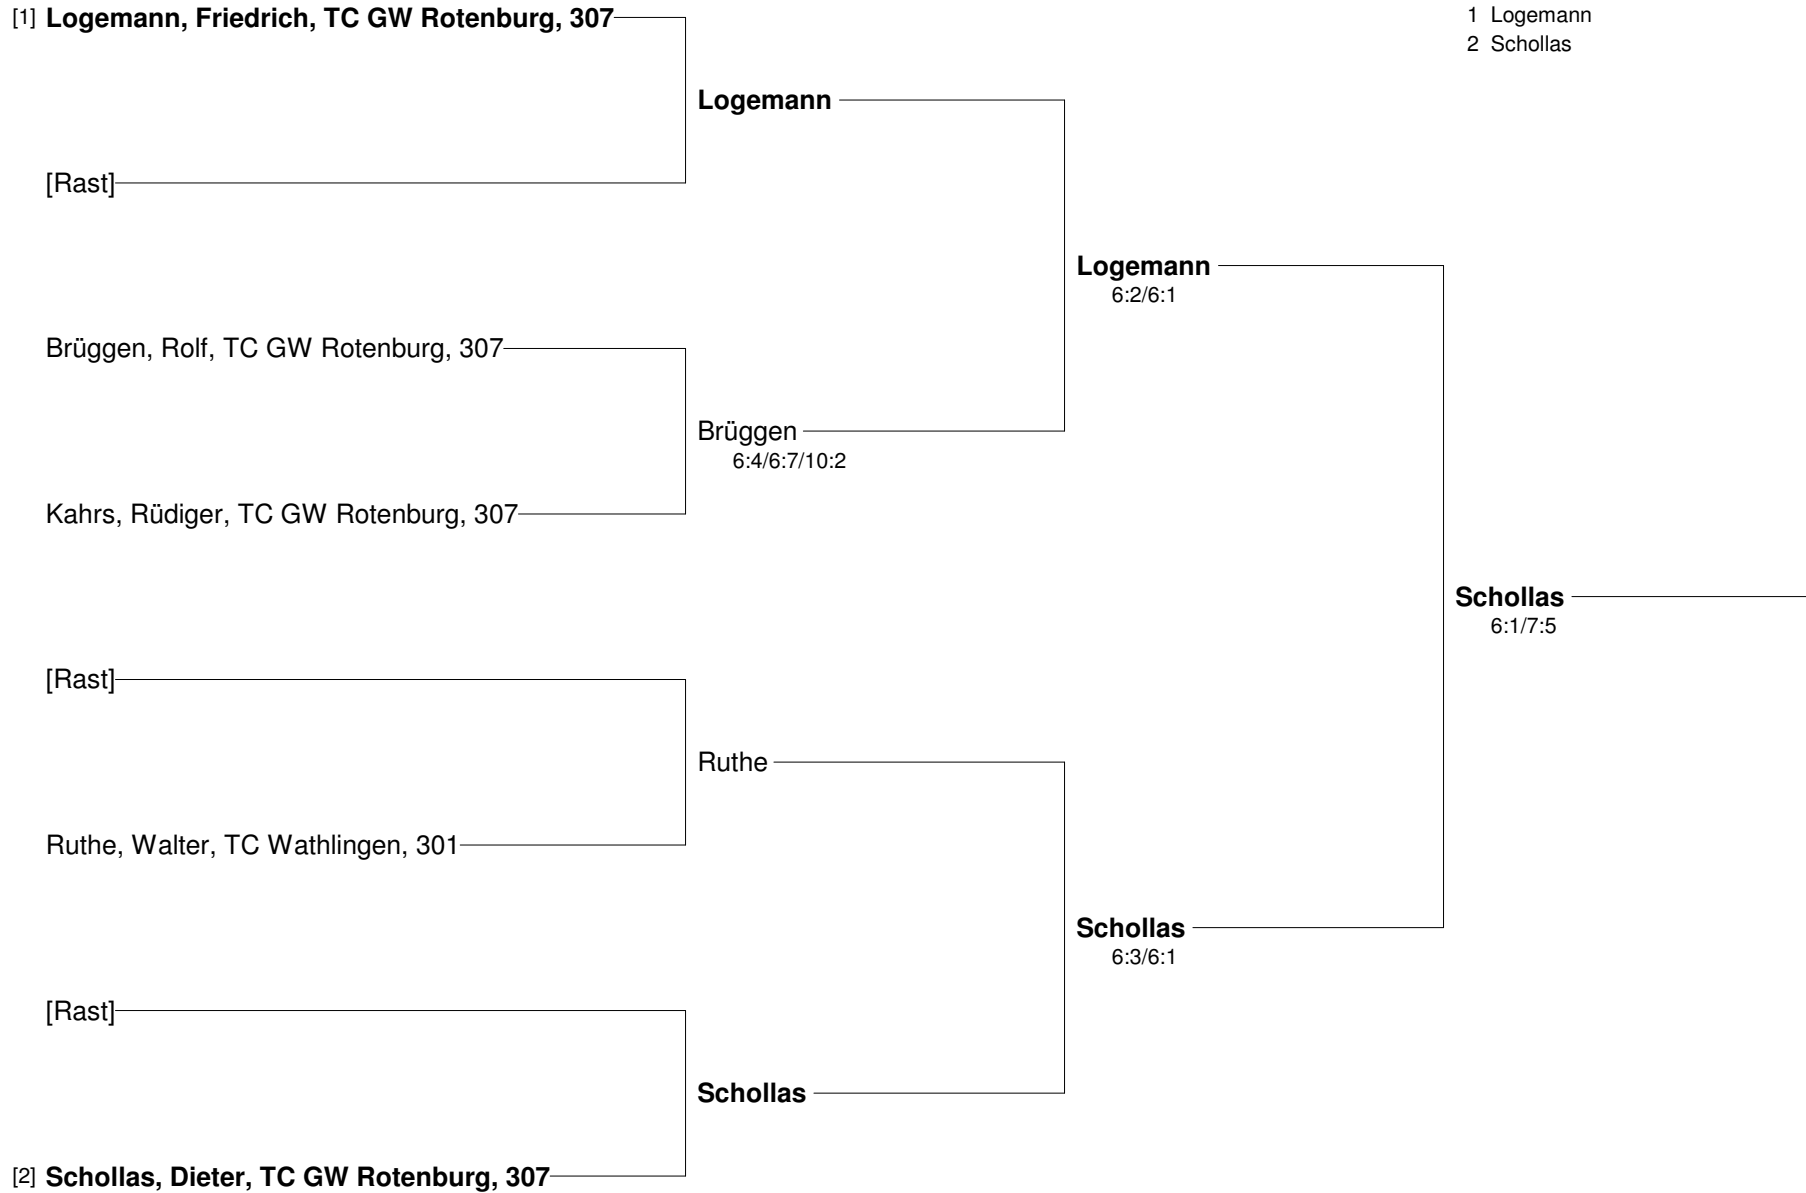 [1] Logemann, Friedrich, TC GW Rotenburg, 307
1 Logemann
2 Schollas
Logemann
[Rast]
Logemann
6:2/6:1
Brüggen, Rolf, TC GW Rotenburg, 307
Brüggen
6:4/6:7/10:2
Kahrs, Rüdiger, TC GW Rotenburg, 307
Schollas
6:1/7:5
[Rast]
Ruthe
Ruthe, Walter, TC Wathlingen, 301
Schollas
6:3/6:1
[Rast]
Schollas
[2] Schollas, Dieter, TC GW Rotenburg, 307